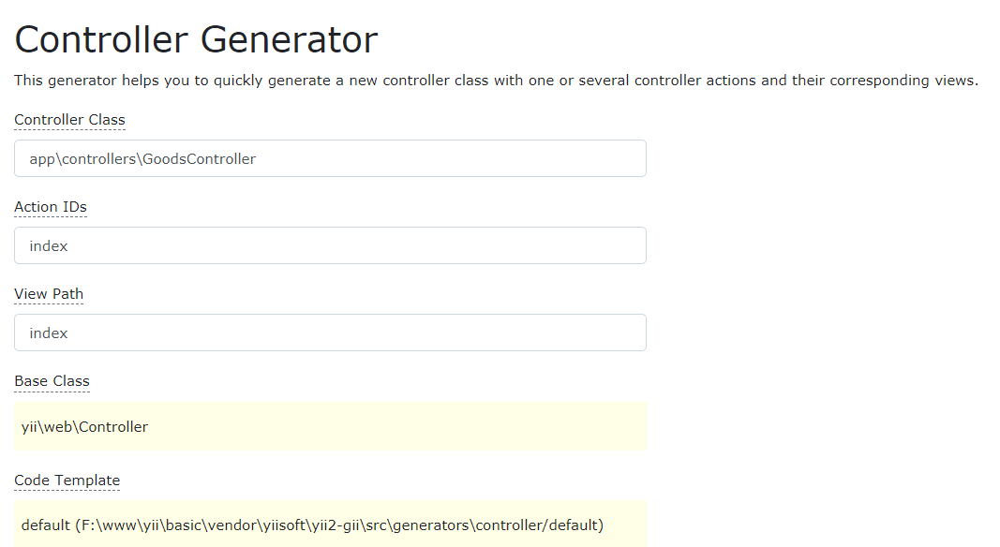 Controller Generator
This generator helps you to quickly generate a new controller class with one or several controller actions and their corresponding views.
Controller Class
app\controllers\GoodsController
Action IDs
index
View Path
index
Base Class
yii\web\Controller
Code Template
default (F:\www\yii\basic\vendor\yiisoft\yii2-gii\src\generators\controller/default)